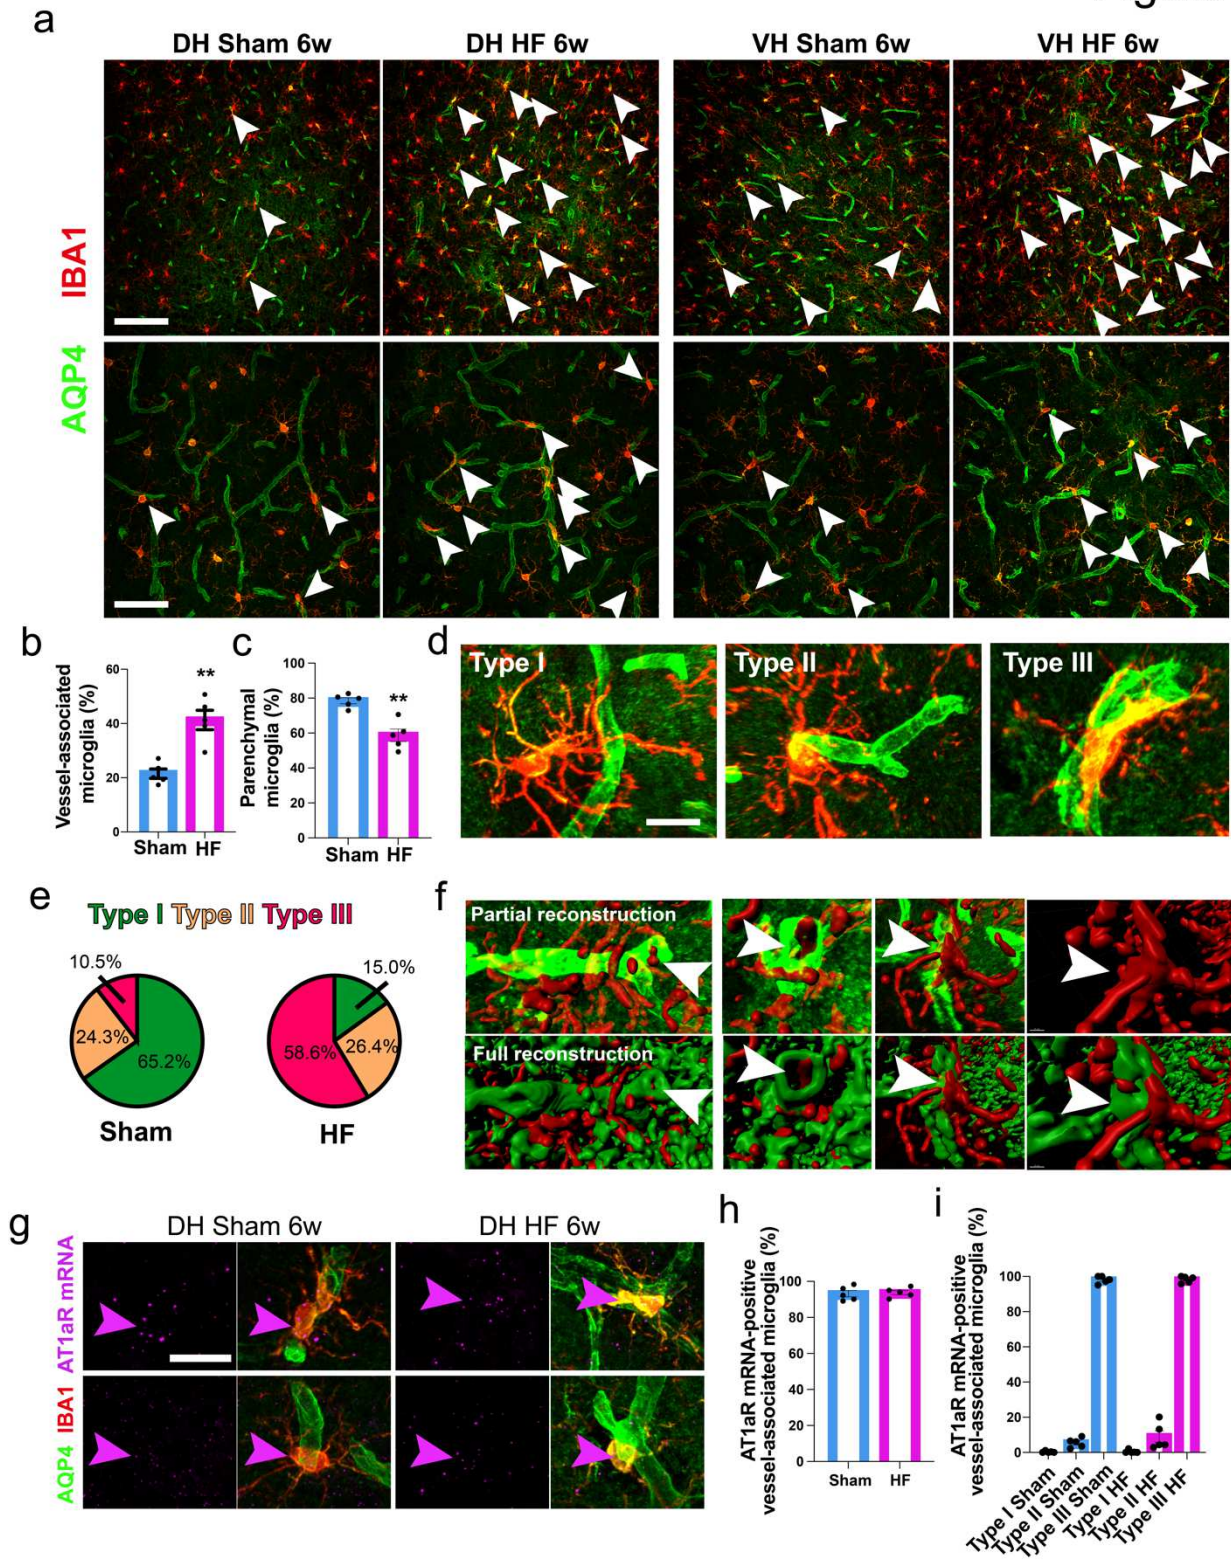 a
DH Sham 6w
DH HF 6w
VH Sham 6w
VH HF 6w
IBA1
AQP4
b
Vessel-associated
microglia (%)
60
40
20
0
**
Sham
HF
c
Parenchymal
microglia (%)
100
80
60
40
20
0
**
Sham
HF
d
Type I
Type II
Type III
e
Type I Type II Type III
10.5%
24.3%
65.2%
Sham
15.0%
58.6%
26.4%
HF
f
Partial reconstruction
Full reconstruction
g
DH Sham 6w
DH HF 6w
AT1aR mRNA
AQP4 IBA1
h
AT1aR mRNA-positive
vessel-associated microglia (%)
100
80
60
40
20
0
Sham
HF
i
AT1aR mRNA-positive
vessel-associated microglia (%)
100
80
60
40
20
0
Type I Sham
Type II Sham
Type III Sham
Type I HF
Type II HF
Type III HF